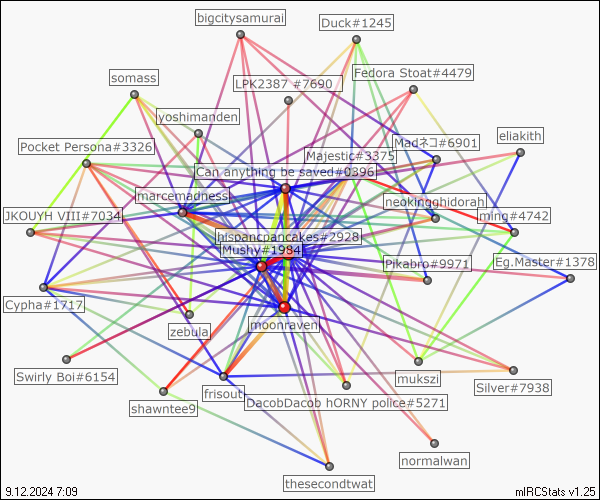 bigcitysamurai
Duck#1245
somass
LPK2387 #7690
Fedora Stoat#4479
yoshimanden
Pocket Persona#3326
Majestic#3375
Madネコ#6901
eliakith
Can anything be saved#0396
marcemadness
neokingghidorah
JKOUYH VIII#7034
ming#4742
hispancpancakes#2928
Mushy#1984
Pikabro#9971
Eg.Master#1378
Cypha#1717
zebula
moonraven
Swirly Boi#6154
mukszi
Silver#7938
frisout
shawntee9
DacobDacob hORNY police#5271
normalwan
thesecondtwat
9.12.2024 7:09
mIRCStats v1.25